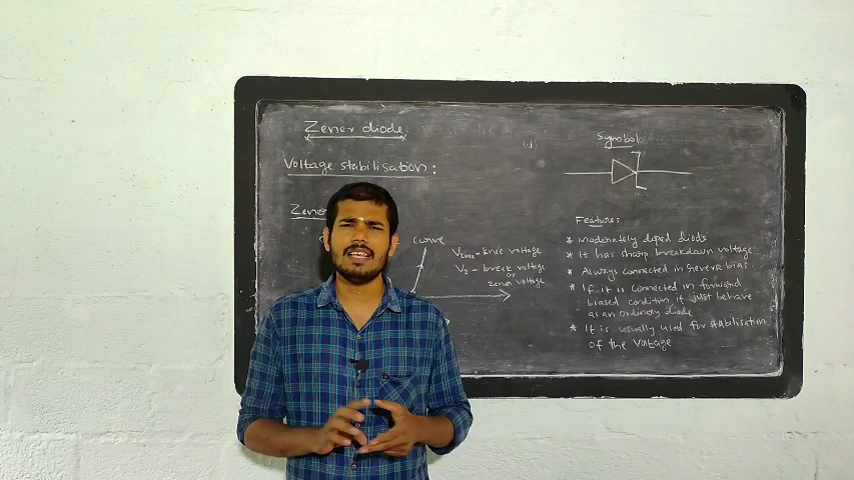 Zener diode
Voltage stabilisation:
Zener
curve
Vknee - knee voltage
Vz - break voltage
or
zener voltage
Symbol
Features
* Moderately doped diode
* It has sharp breakdown voltage
* Always connected in reverse bias
* If it is connected in forward
biased condition, it just behave
as an ordinary diode
* It is usually used for stabilisation
of the voltage